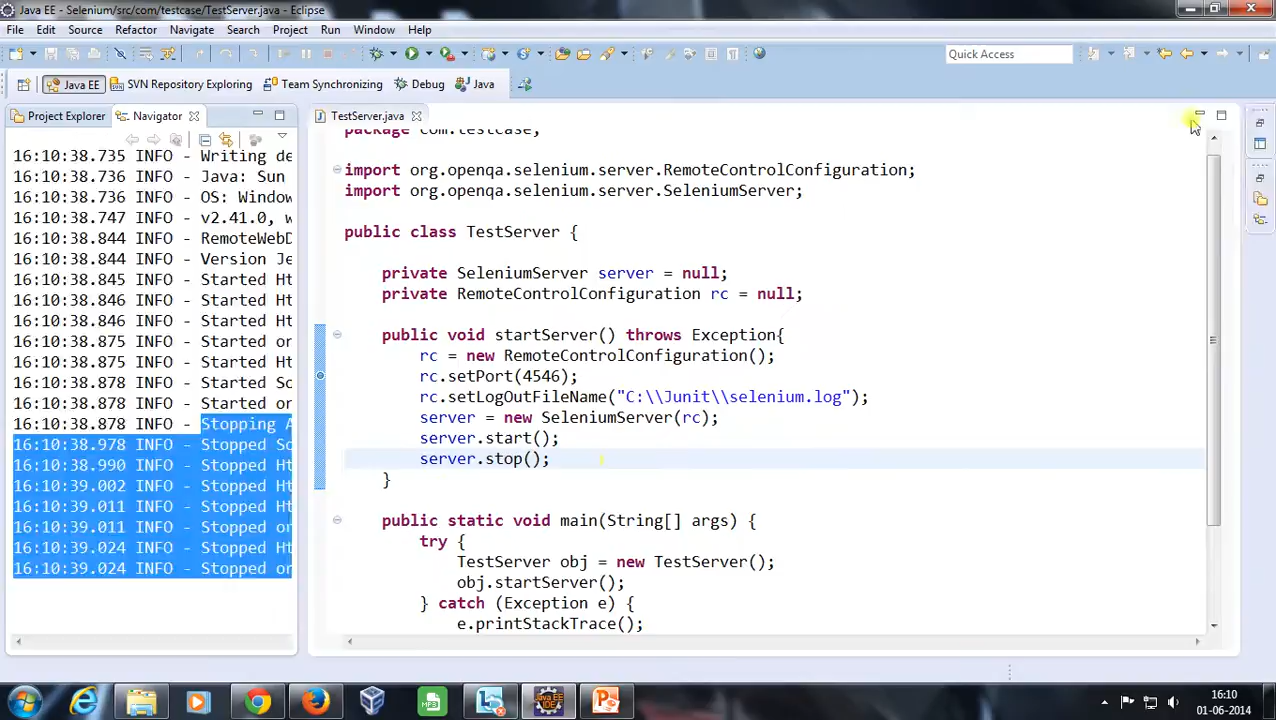 Java EE - Selenium/src/com/testcase/TestServer.java - Eclipse
File Edit Source Refactor Navigate Search Project Run Window Help
Quick Access
Java EE SVN Repository Exploring Team Synchronizing Debug Java
Project Explorer Navigator TestServer.java
16:10:38.735 INFO - Writing de
16:10:38.736 INFO - Java: Sun
16:10:38.736 INFO - OS: Window
16:10:38.747 INFO - v2.41.0, w
16:10:38.844 INFO - RemoteWebD
16:10:38.844 INFO - Version Je
16:10:38.845 INFO - Started Ht
16:10:38.846 INFO - Started Ht
16:10:38.846 INFO - Started Ht
16:10:38.875 INFO - Started or
16:10:38.875 INFO - Started Ht
16:10:38.878 INFO - Started So
16:10:38.878 INFO - Started or
16:10:38.878 INFO - Stopping A
16:10:38.978 INFO - Stopped So
16:10:38.990 INFO - Stopped Ht
16:10:39.002 INFO - Stopped Ht
16:10:39.011 INFO - Stopped Ht
16:10:39.011 INFO - Stopped or
16:10:39.024 INFO - Stopped Ht
16:10:39.024 INFO - Stopped or
package com.testcase;
import org.openqa.selenium.server.RemoteControlConfiguration;
import org.openqa.selenium.server.SeleniumServer;
public class TestServer {
private SeleniumServer server = null;
private RemoteControlConfiguration rc = null;
public void startServer() throws Exception{
rc = new RemoteControlConfiguration();
rc.setPort(4546);
rc.setLogOutFileName("C:\\Junit\\selenium.log");
server = new SeleniumServer(rc);
server.start();
server.stop();
}
public static void main(String[] args) {
try {
TestServer obj = new TestServer();
obj.startServer();
} catch (Exception e) {
e.printStackTrace();
16:10
01-06-2014